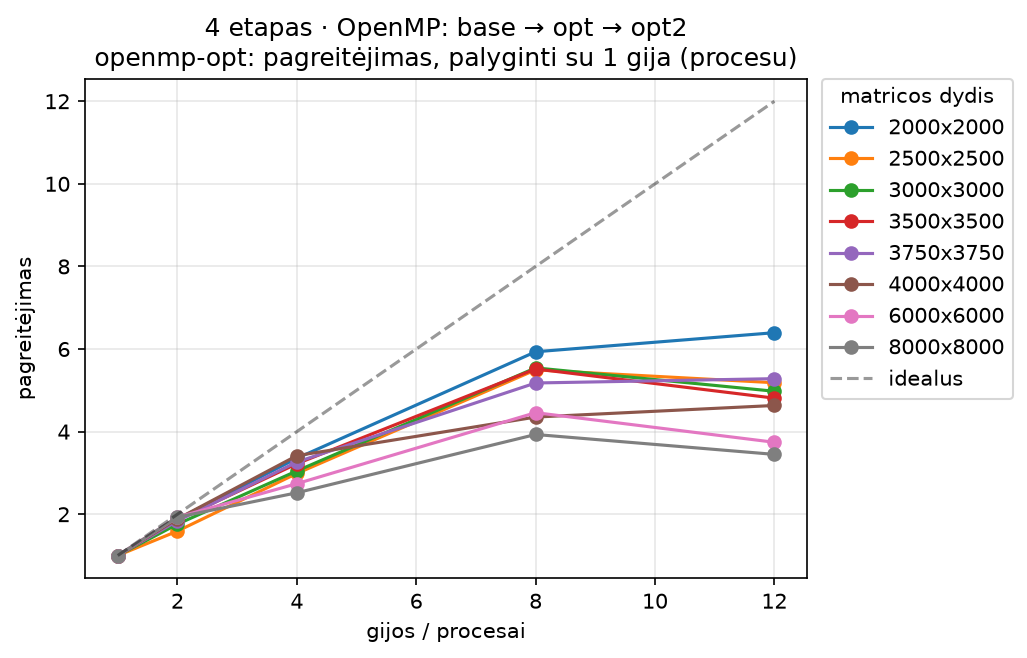 4 etapas · OpenMP: base → opt → opt2
openmp-opt: pagreitėjimas, palyginti su 1 gija (procesu)
12
10
8
6
4
2
pagreitėjimas
2 4 6 8 10 12
gijos / procesai
matricos dydis
2000x2000
2500x2500
3000x3000
3500x3500
3750x3750
4000x4000
6000x6000
8000x8000
idealus